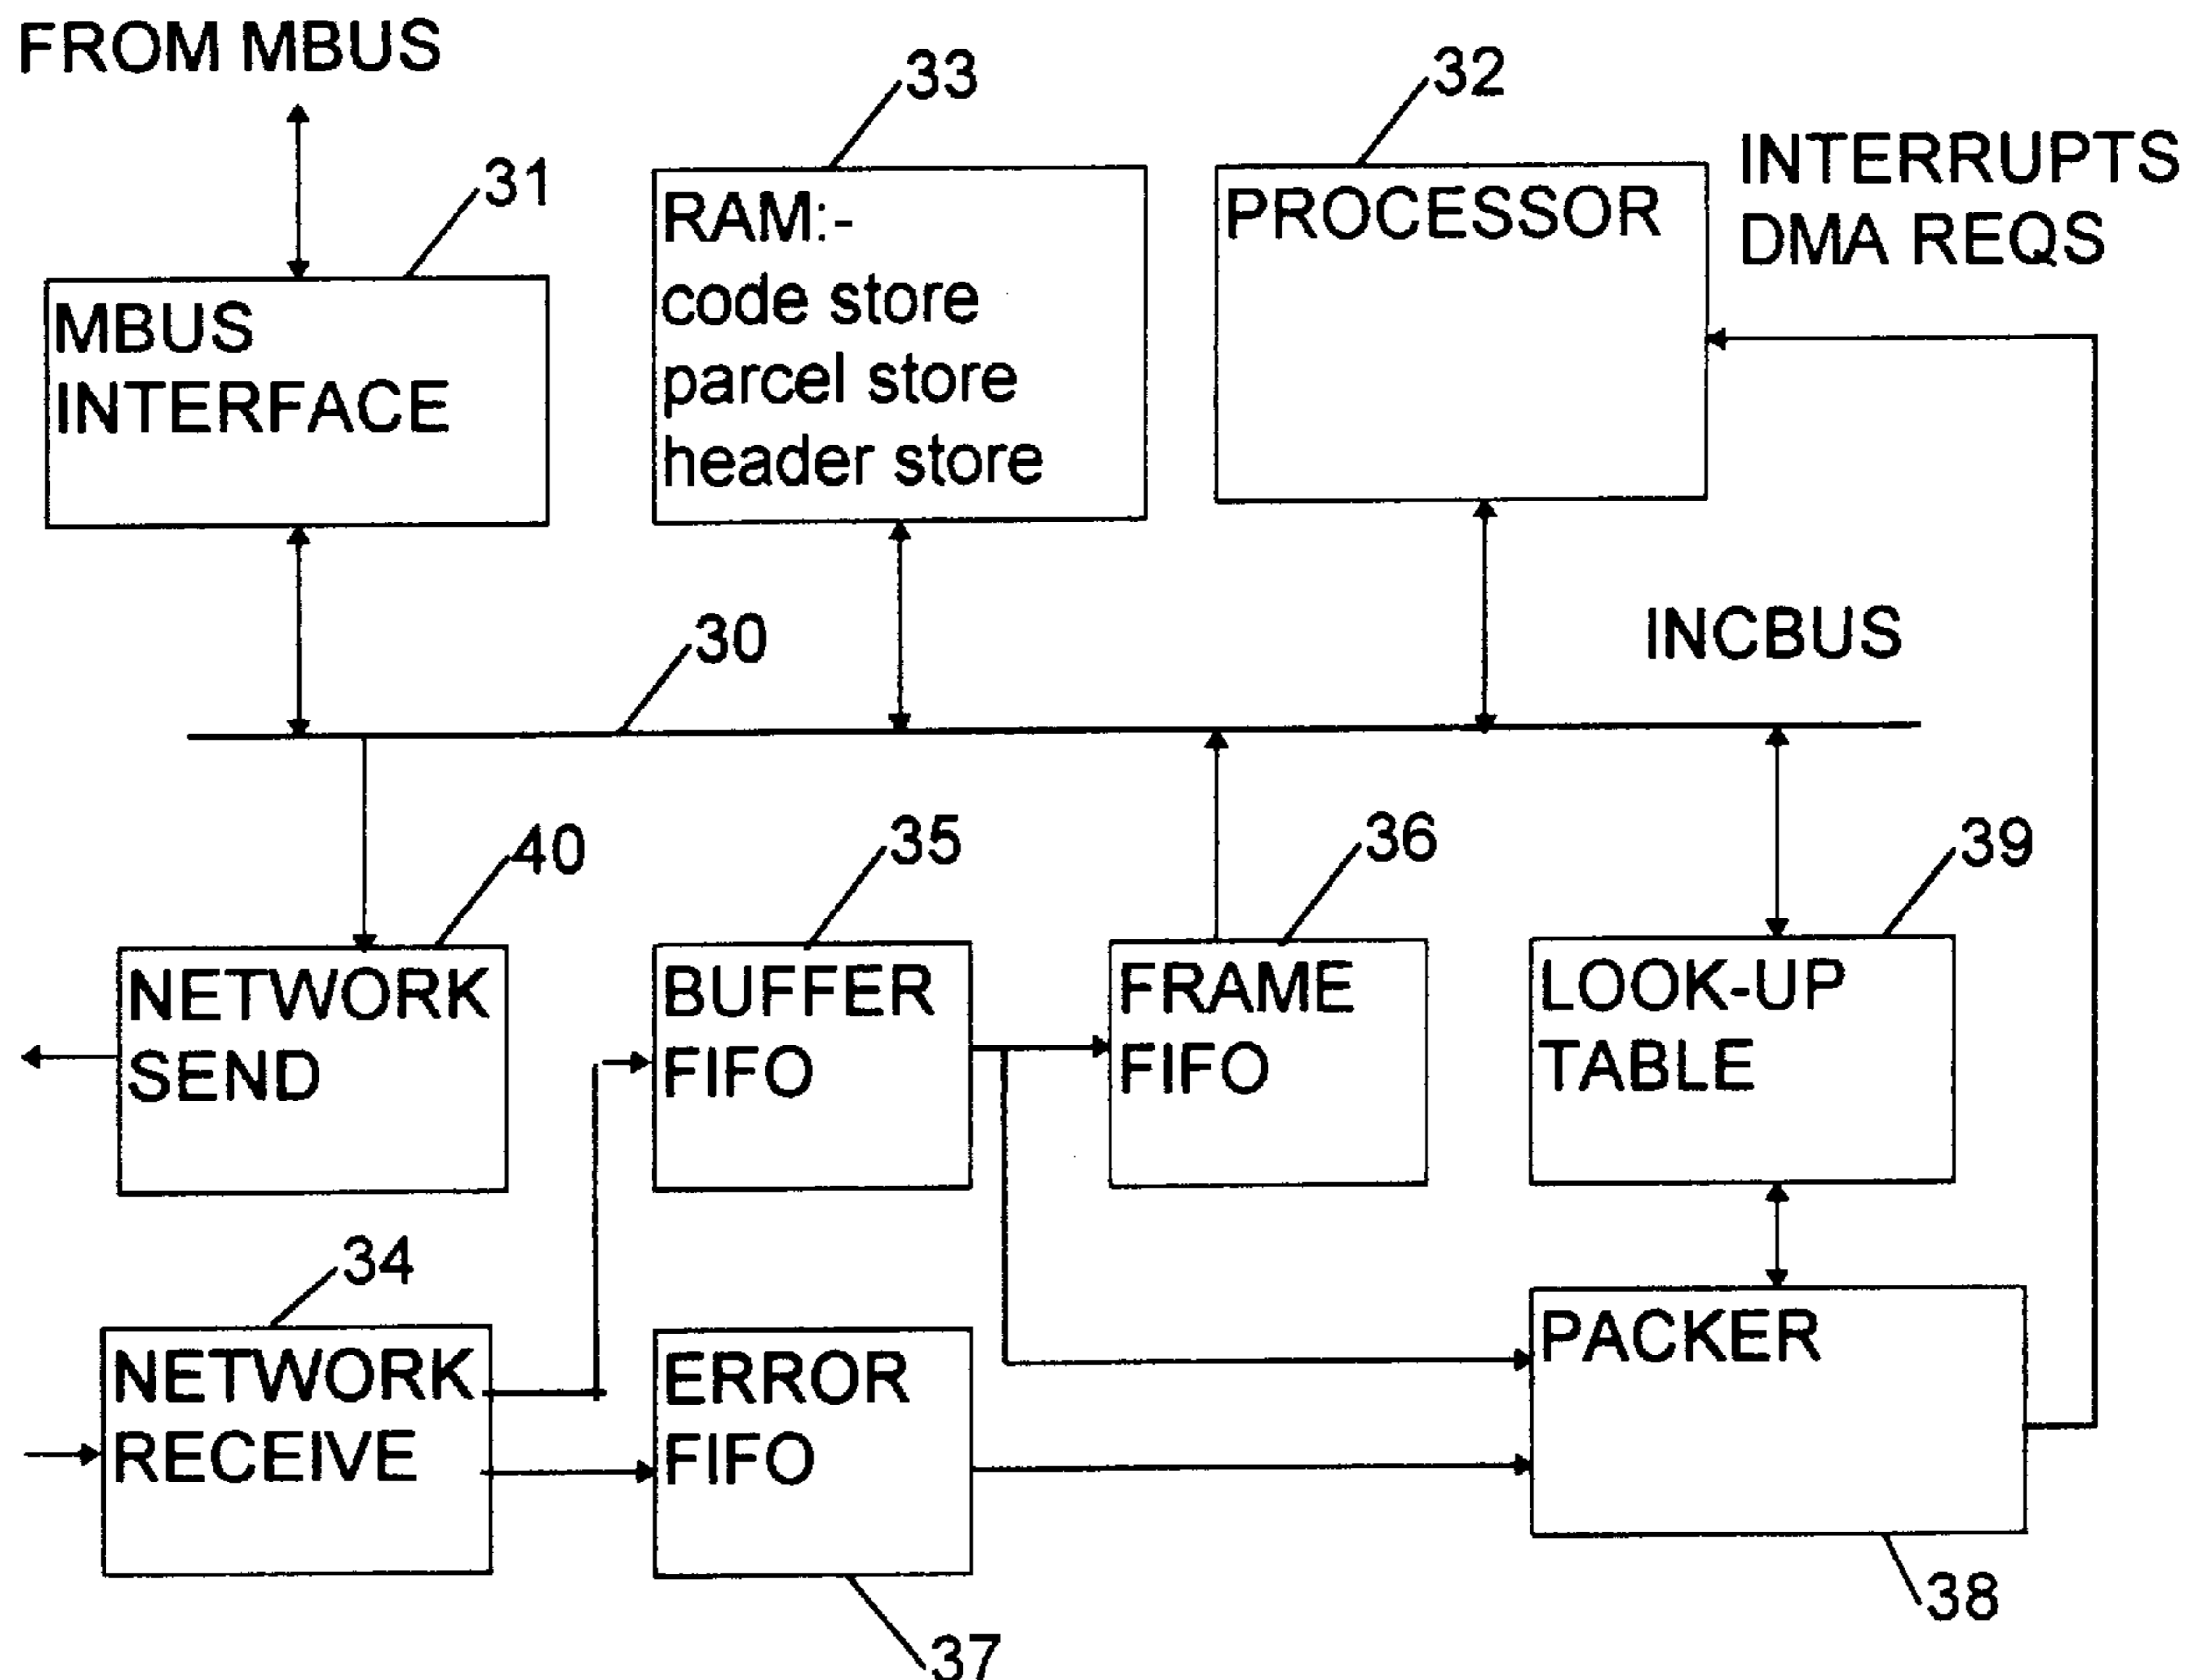 FROM MBUS
33
32
INTERRUPTS
DMA REQS
31
MBUS
INTERFACE
RAM:-
code store
parcel store
header store
PROCESSOR
30
INCBUS
40
35
36
39
NETWORK
SEND
BUFFER
FIFO
FRAME
FIFO
LOOK-UP
TABLE
34
NETWORK
RECEIVE
ERROR
FIFO
PACKER
37
38